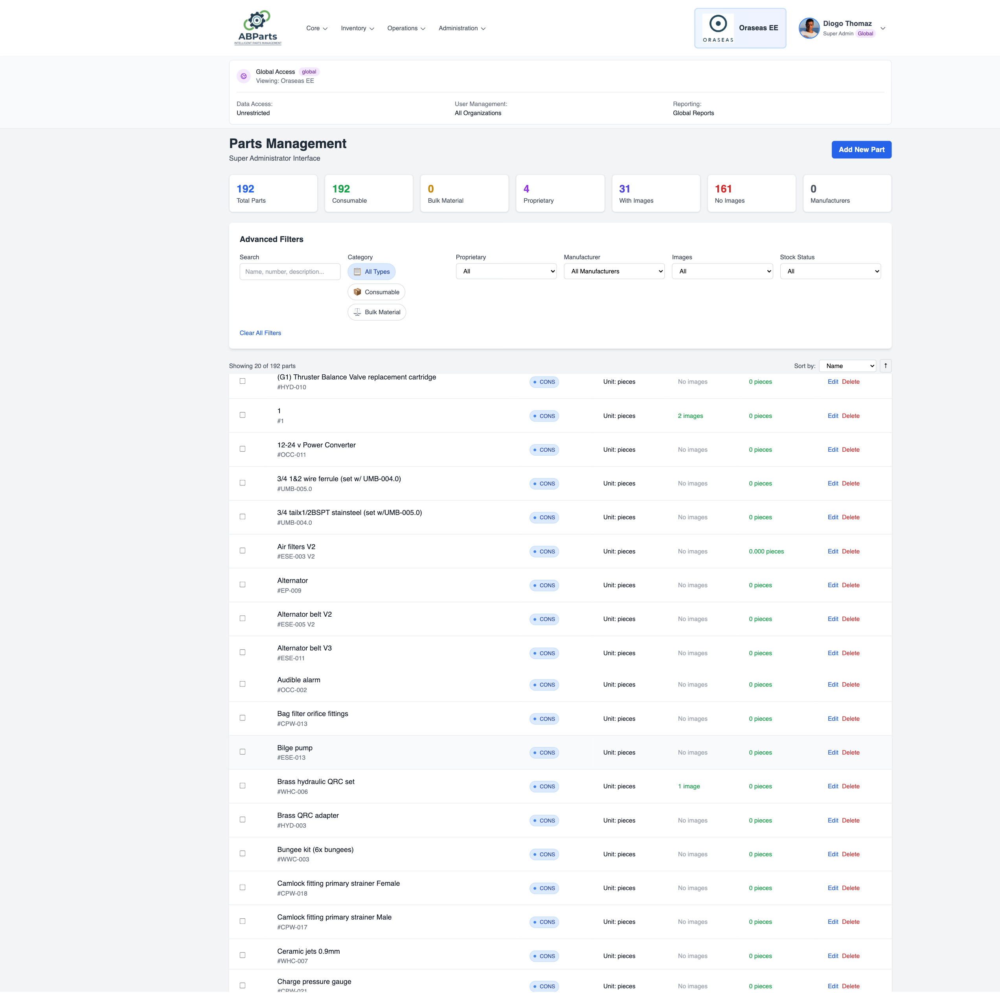 ABParts
INTELLIGENT PARTS MANAGEMENT
Core
Inventory
Operations
Administration
ORASEAS
Oraseas EE
Diogo Thomaz
Super Admin Global
Global Access global
Viewing: Oraseas EE
Data Access:
Unrestricted
User Management:
All Organizations
Reporting:
Global Reports
Parts Management
Super Administrator Interface
Add New Part
192
Total Parts
192
Consumable
0
Bulk Material
4
Proprietary
31
With Images
161
No Images
0
Manufacturers
Advanced Filters
Search
Name, number, description...
Category
All Types
Consumable
Bulk Material
Proprietary
All
Manufacturer
All Manufacturers
Images
All
Stock Status
All
Clear All Filters
Showing 20 of 192 parts
Sort by: Name ↑
(G1) Thruster Balance Valve replacement cartridge
#HYD-010
CONS Unit: pieces No images 0 pieces Edit Delete
1
#1
CONS Unit: pieces 2 images 0 pieces Edit Delete
12-24 v Power Converter
#OCC-011
CONS Unit: pieces No images 0 pieces Edit Delete
3/4 1&2 wire ferrule (set w/ UMB-004.0)
#UMB-005.0
CONS Unit: pieces No images 0 pieces Edit Delete
3/4 tailx1/2BSPT stainsteel (set w/UMB-005.0)
#UMB-004.0
CONS Unit: pieces No images 0 pieces Edit Delete
Air filters V2
#ESE-003 V2
CONS Unit: pieces No images 0.000 pieces Edit Delete
Alternator
#EP-009
CONS Unit: pieces No images 0 pieces Edit Delete
Alternator belt V2
#ESE-005 V2
CONS Unit: pieces No images 0 pieces Edit Delete
Alternator belt V3
#ESE-011
CONS Unit: pieces No images 0 pieces Edit Delete
Audible alarm
#OCC-002
CONS Unit: pieces No images 0 pieces Edit Delete
Bag filter orifice fittings
#CPW-013
CONS Unit: pieces No images 0 pieces Edit Delete
Bilge pump
#ESE-013
CONS Unit: pieces No images 0 pieces Edit Delete
Brass hydraulic QRC set
#WHC-006
CONS Unit: pieces 1 image 0 pieces Edit Delete
Brass QRC adapter
#HYD-003
CONS Unit: pieces No images 0 pieces Edit Delete
Bungee kit (6x bungees)
#WWC-003
CONS Unit: pieces No images 0 pieces Edit Delete
Camlock fitting primary strainer Female
#CPW-018
CONS Unit: pieces No images 0 pieces Edit Delete
Camlock fitting primary strainer Male
#CPW-017
CONS Unit: pieces No images 0 pieces Edit Delete
Ceramic jets 0.9mm
#WHC-007
CONS Unit: pieces No images 0 pieces Edit Delete
Charge pressure gauge
#CPW-021
CONS Unit: pieces No images 0 pieces Edit Delete